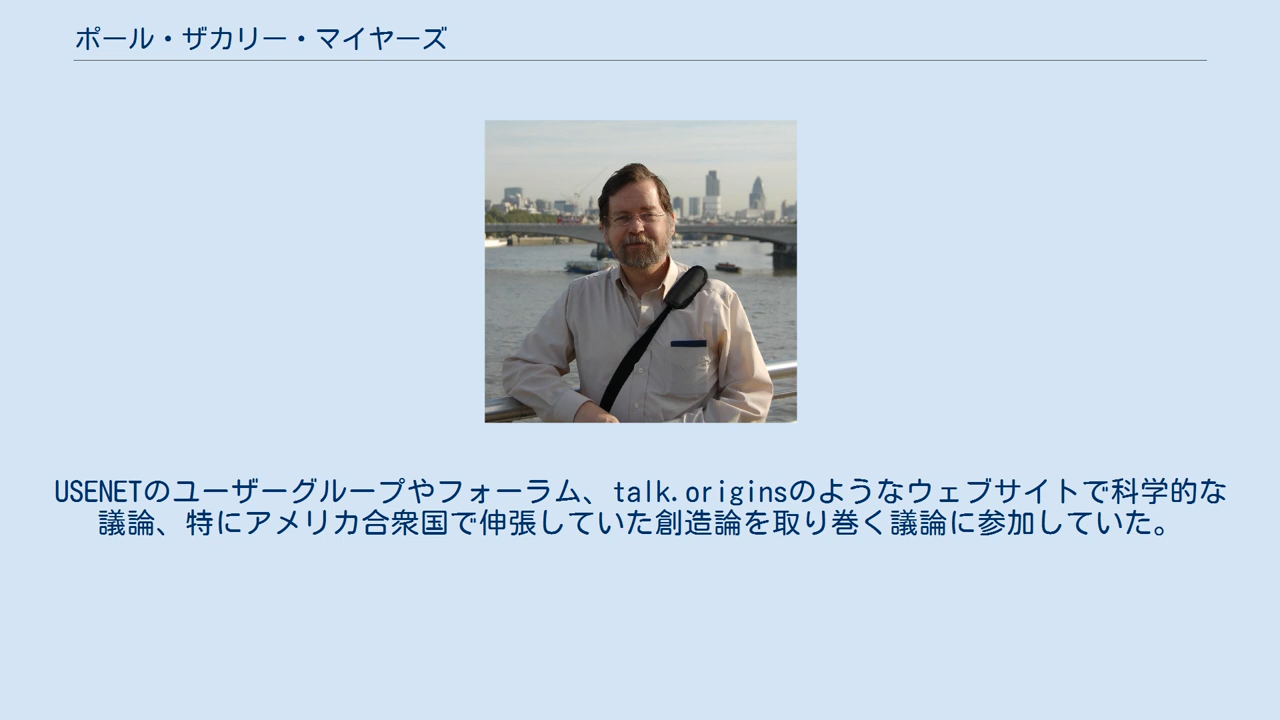 ポール・ザカリー・マイヤーズ
USENETのユーザーグループやフォーラム、talk.originsのようなウェブサイトで科学的な
議論、特にアメリカ合衆国で伸張していた創造論を取り巻く議論に参加していた。